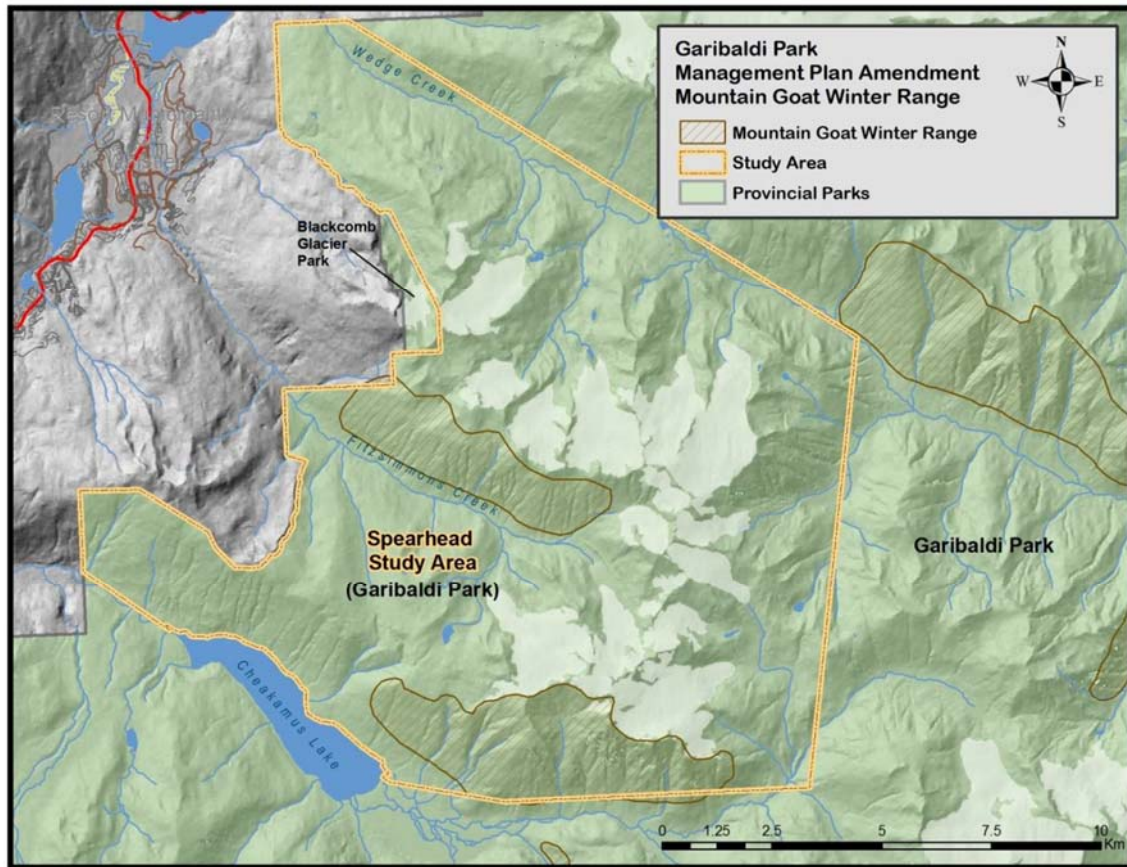 Garibaldi Park
Management Plan Amendment
Mountain Goat Winter Range
N
W
E
S
Mountain Goat Winter Range
Study Area
Provincial Parks
Wedge Creek
Blackcomb
Glacier
Park
Fitzsimmons Creek
Spearhead
Study Area
(Garibaldi Park)
Garibaldi Park
Cheakamus Lake
0 1.25 2.5 5 7.5 10
Km